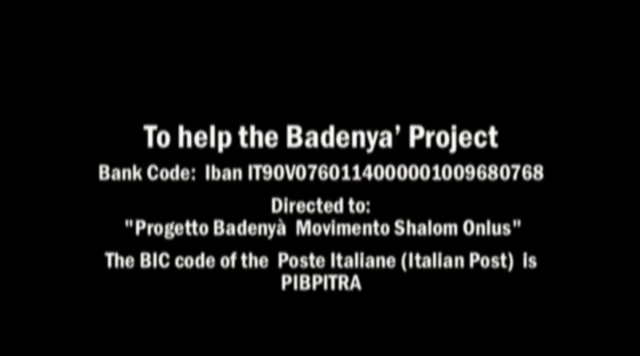 To help the Badenya' Project
Bank Code: Iban IT90V0760114000001009680768
Directed to:
"Progetto Badenyà Movimento Shalom Onlus"
The BIC code of the Poste Italiane (Italian Post) is
PIBPITRA